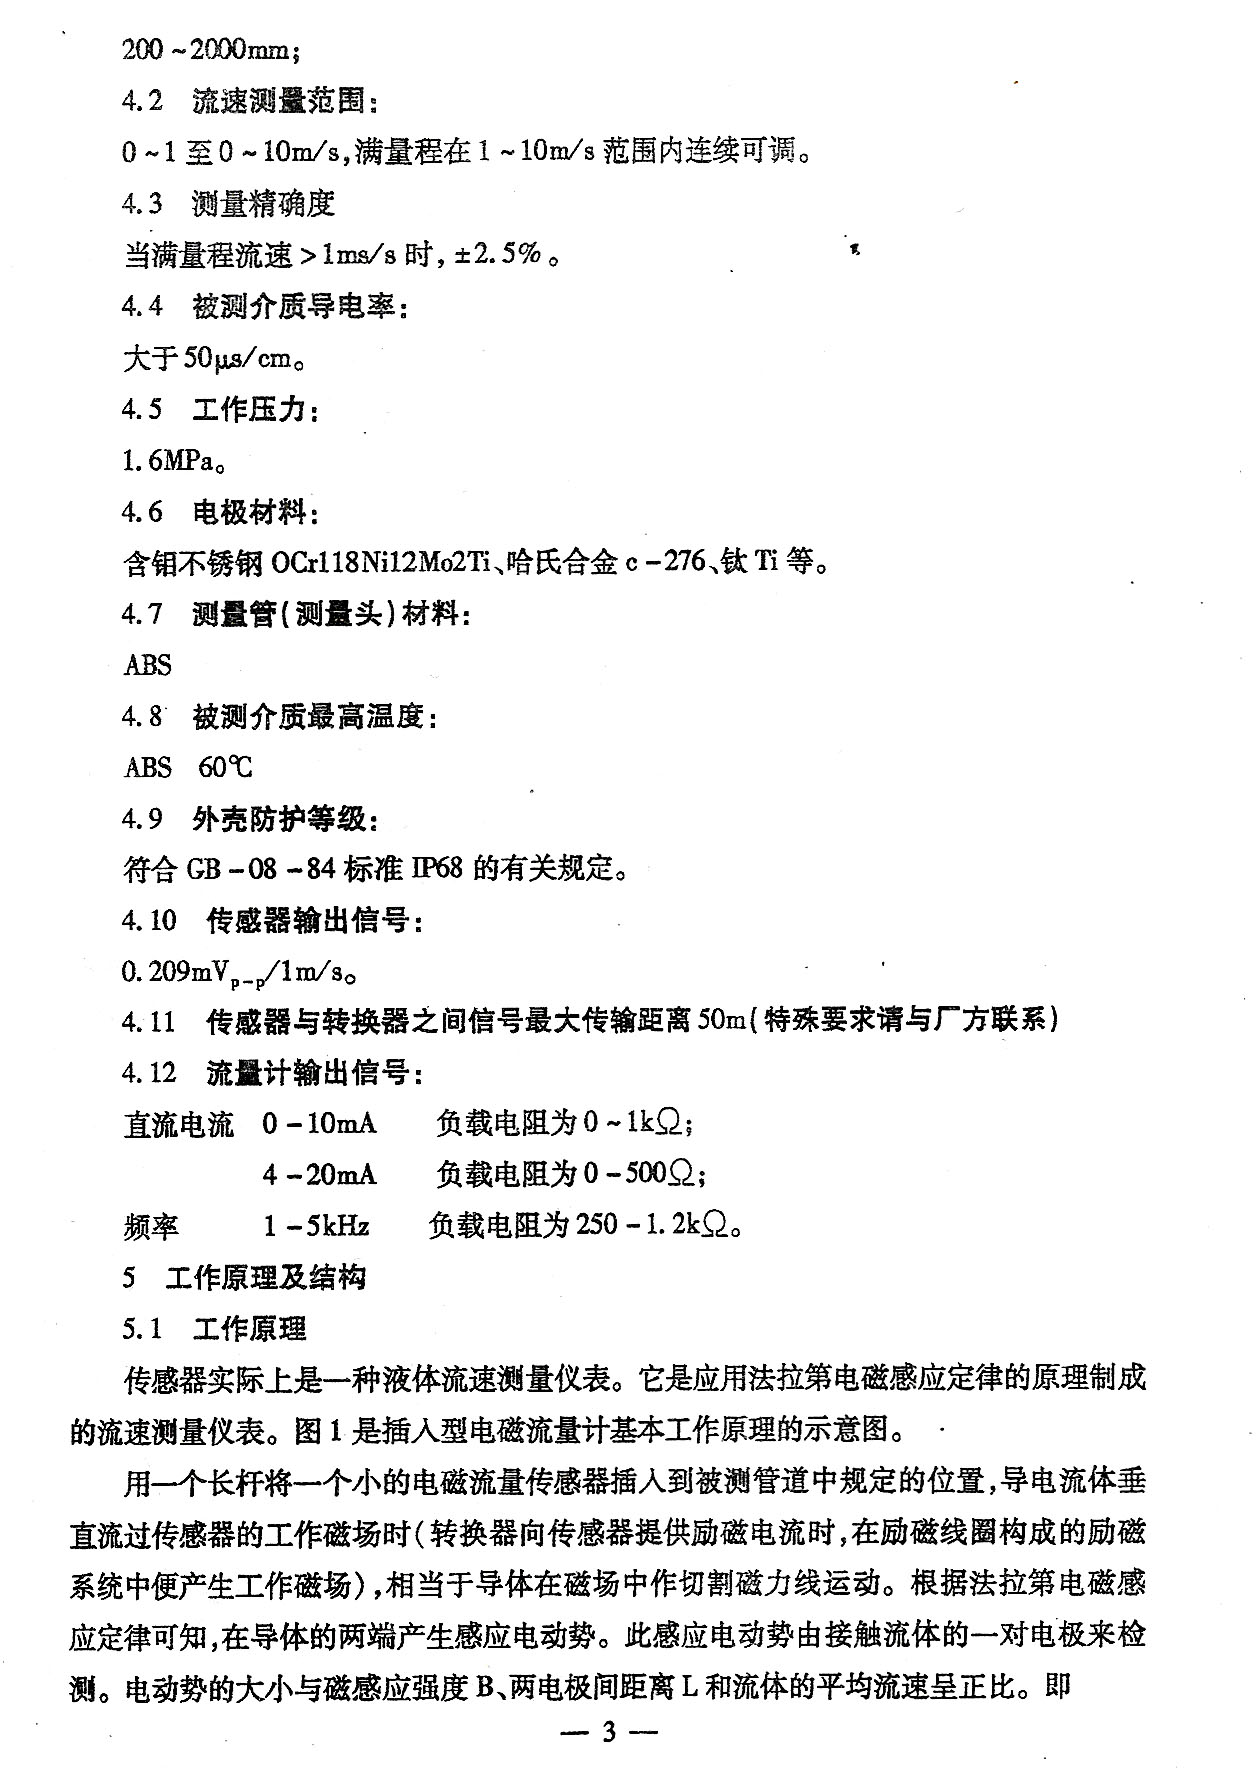 200～2000mm；
4.2　流速测量范围：
0～1至0～10m/s，满量程在1～10m/s范围内连续可调。
4.3　测量精确度
当满量程流速＞1ms/s时，±2.5%。
4.4　被测介质导电率：
大于50μs/cm。
4.5　工作压力：
1.6MPa。
4.6　电极材料：
含钼不锈钢OCr118Ni12Mo2Ti、哈氏合金c－276、钛Ti等。
4.7　测量管(测量头)材料：
ABS
4.8　被测介质最高温度：
ABS　60℃
4.9　外壳防护等级：
符合GB－08－84标准IP68的有关规定。
4.10　传感器输出信号：
0.209mVp-p/1m/s。
4.11　传感器与转换器之间信号最大传输距离50m(特殊要求请与厂方联系)
4.12　流量计输出信号：
直流电流　0－10mA　　负载电阻为0～1kΩ；
4－20mA　　负载电阻为0－500Ω；
频率　　　1－5kHz　　负载电阻为250－1.2kΩ。
5　工作原理及结构
5.1　工作原理
传感器实际上是一种液体流速测量仪表。它是应用法拉第电磁感应定律的原理制成
的流速测量仪表。图1是插入型电磁流量计基本工作原理的示意图。
用一个长杆将一个小的电磁流量传感器插入到被测管道中规定的位置，导电流体垂
直流过传感器的工作磁场时(转换器向传感器提供励磁电流时，在励磁线圈构成的励磁
系统中便产生工作磁场)，相当于导体在磁场中作切割磁力线运动。根据法拉第电磁感
应定律可知，在导体的两端产生感应电动势。此感应电动势由接触流体的一对电极来检
测。电动势的大小与磁感应强度B、两电极间距离L和流体的平均流速呈正比。即
— 3 —